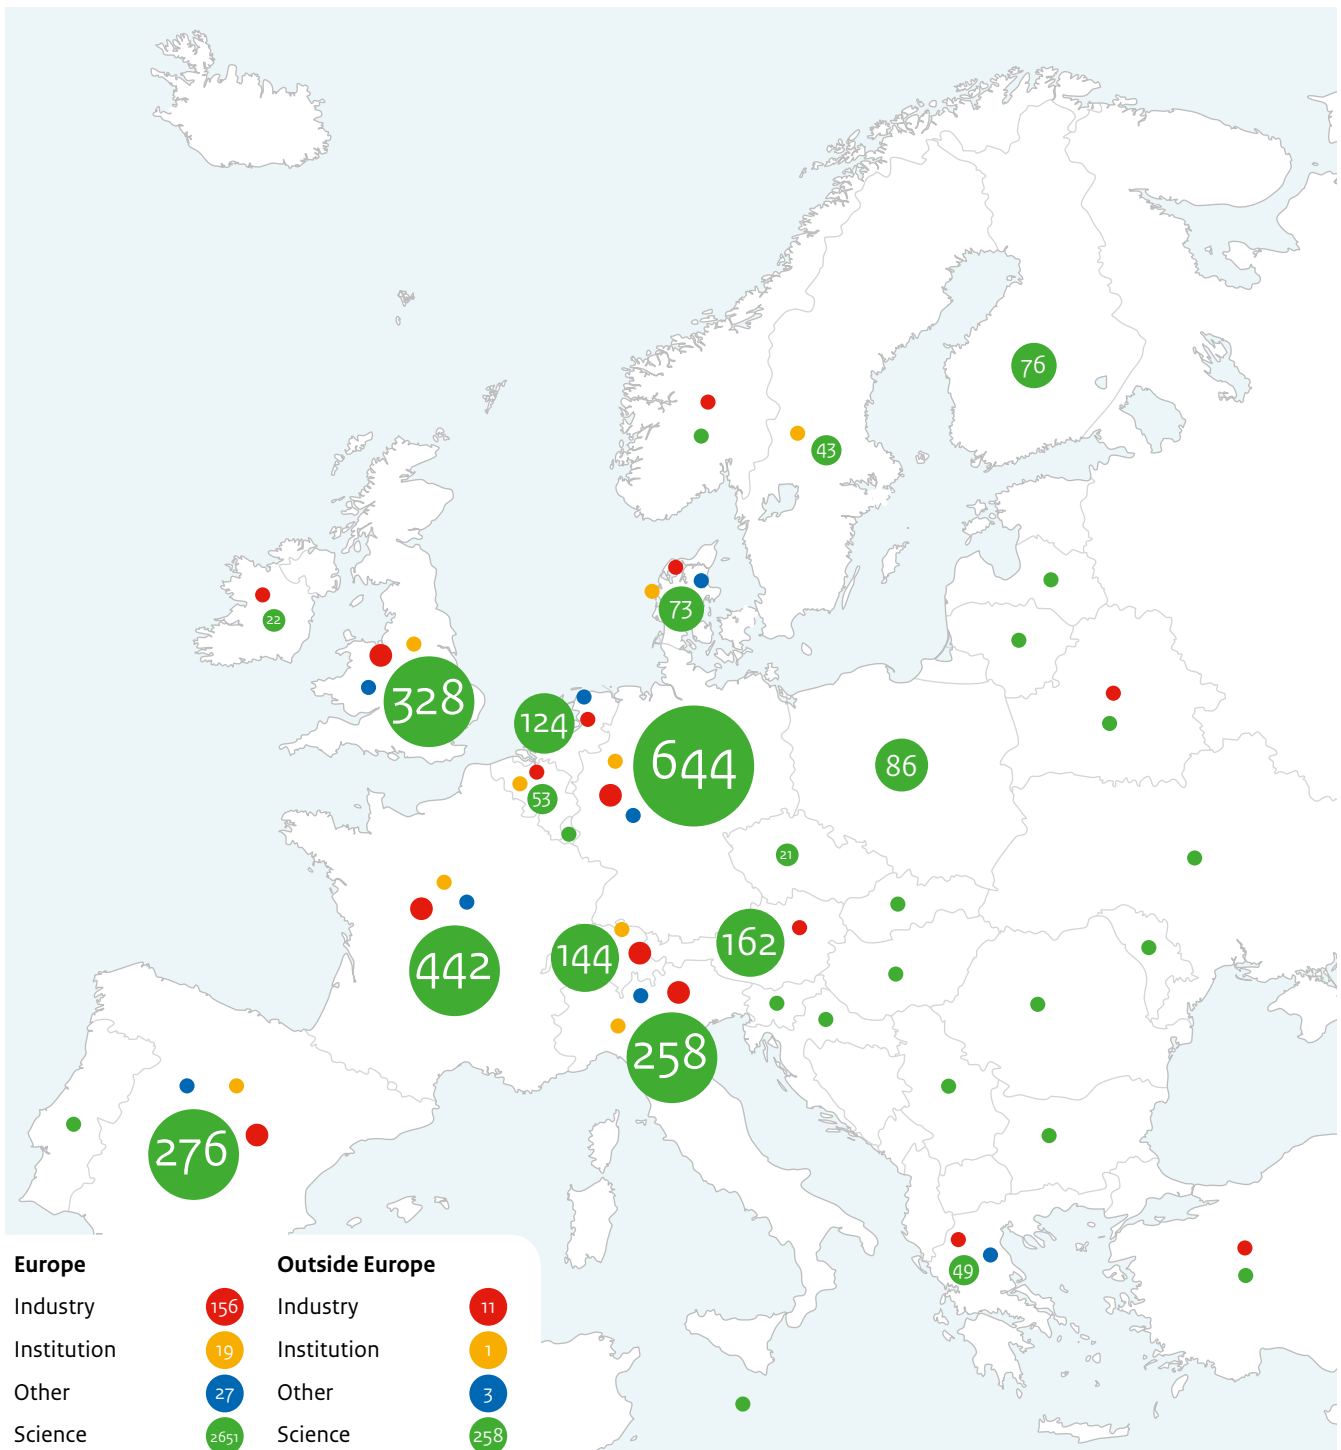 76
43
22
73
328
124
644
86
53
21
442
144
162
258
276
49
Europe
Industry 156
Institution 19
Other 27
Science 2651
Outside Europe
Industry 11
Institution 1
Other 3
Science 258